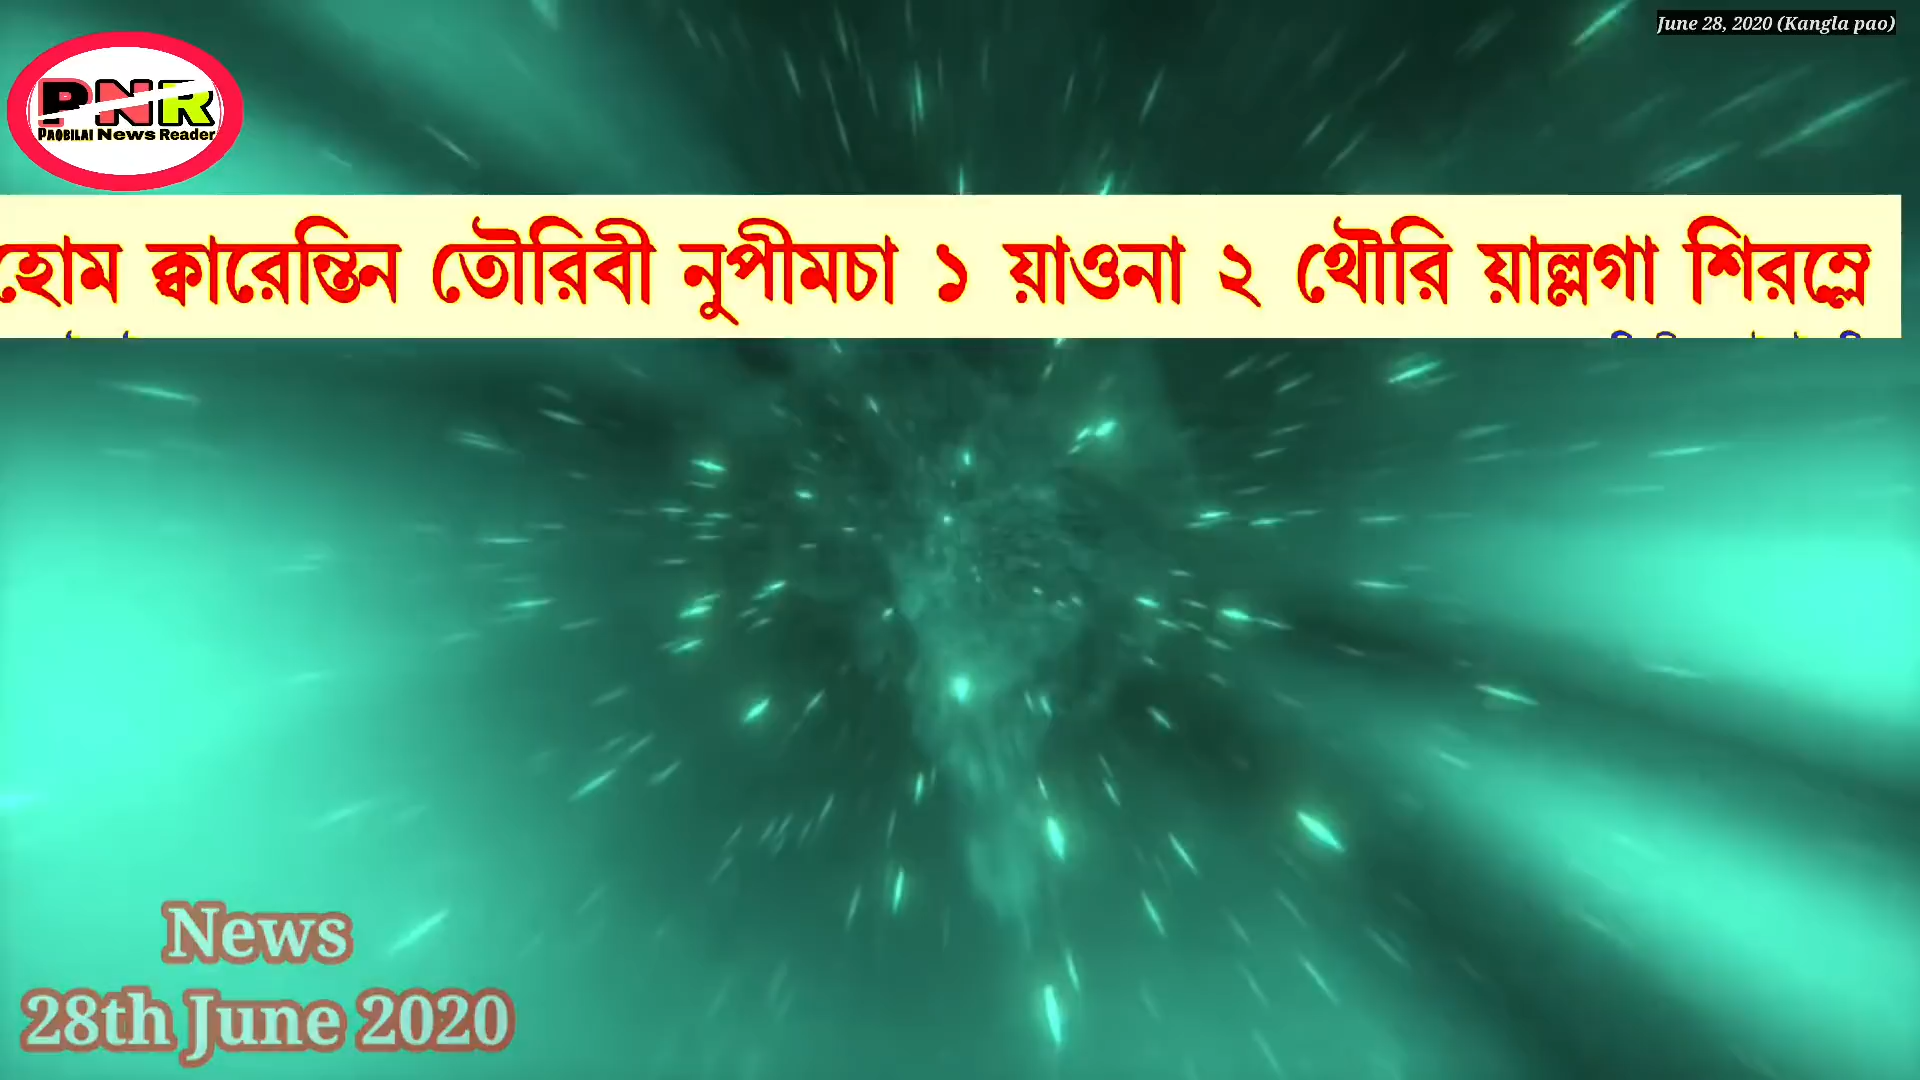 June 28, 2020 (Kangla pao)
PNR
PAOBILAI News Reader
হোম ক্বারেন্তিন তৌরিবী নুপীমচা ১ য়াওনা ২ থৌরি য়াল্লগা শিরম্লে
News
28th June 2020